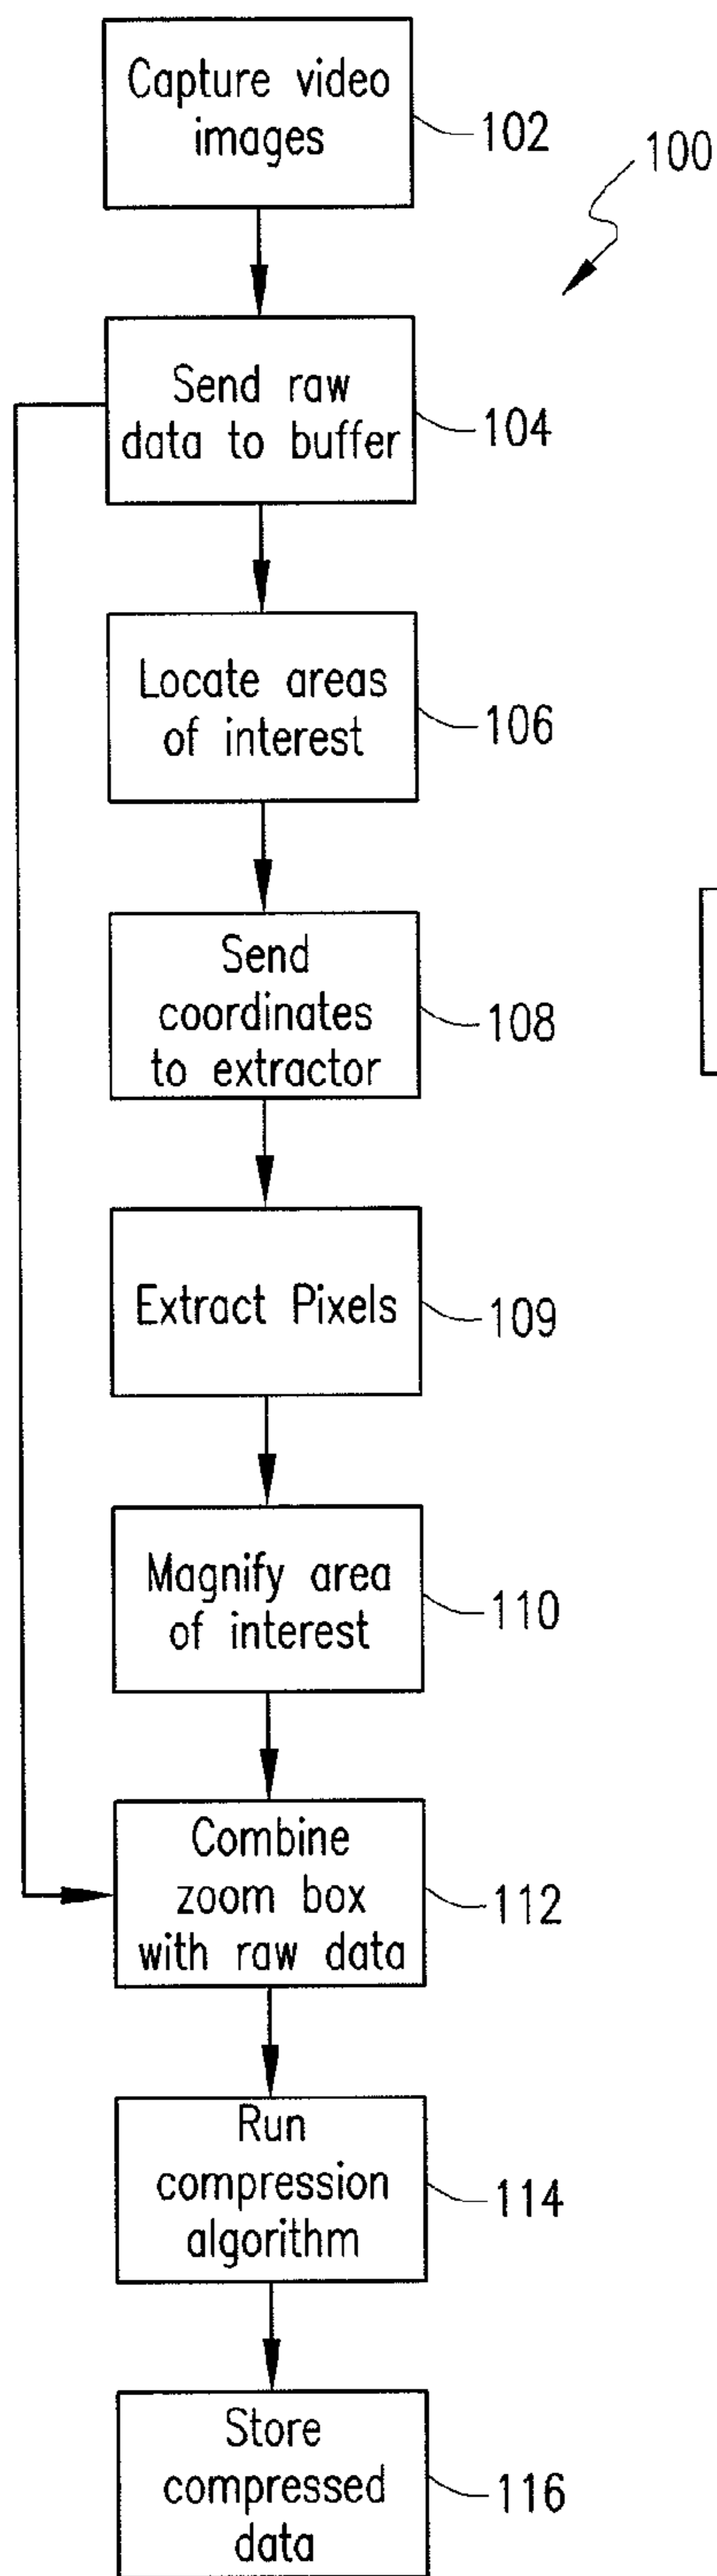 Capture video
images
102
100
Send raw
data to buffer
104
Locate areas
of interest
106
Send
coordinates
to extractor
108
Extract Pixels
109
Magnify area
of interest
110
Combine
zoom box
with raw data
112
Run
compression
algorithm
114
Store
compressed
data
116